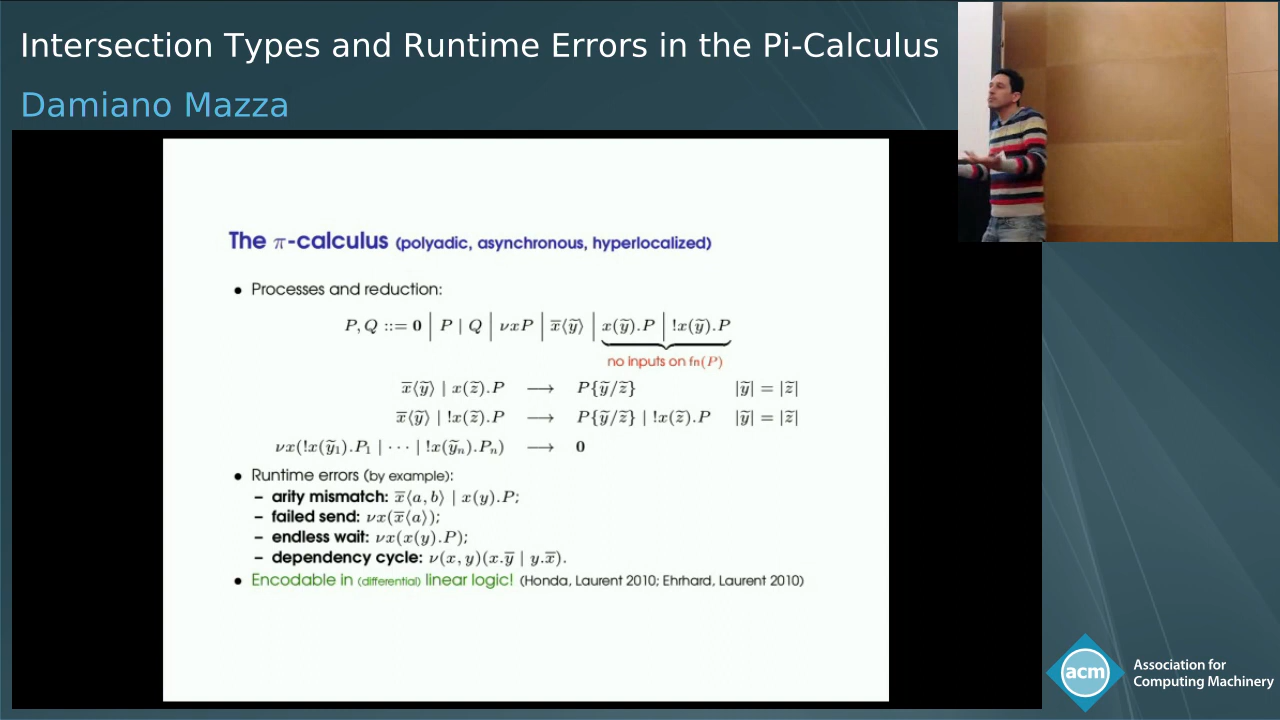 Intersection Types and Runtime Errors in the Pi-Calculus
Damiano Mazza
The π-calculus (polyadic, asynchronous, hyperlocalized)
• Processes and reduction:
P, Q ::= 0 | P | Q | νxP | x̅⟨ỹ⟩ | x(ỹ).P | !x(ỹ).P
no inputs on fn(P)
x̅⟨ỹ⟩ | x(z̃).P ⟶ P{ỹ/z̃} |ỹ| = |z̃|
x̅⟨ỹ⟩ | !x(z̃).P ⟶ P{ỹ/z̃} | !x(z̃).P |ỹ| = |z̃|
νx(!x(ỹ₁).P₁ | ··· | !x(ỹₙ).Pₙ) ⟶ 0
• Runtime errors (by example):
– arity mismatch: x̅⟨a, b⟩ | x(y).P;
– failed send: νx(x̅⟨a⟩);
– endless wait: νx(x(y).P);
– dependency cycle: ν(x, y)(x.y̅ | y.x̅).
• Encodable in (differential) linear logic! (Honda, Laurent 2010; Ehrhard, Laurent 2010)
acm
Association for
Computing Machinery